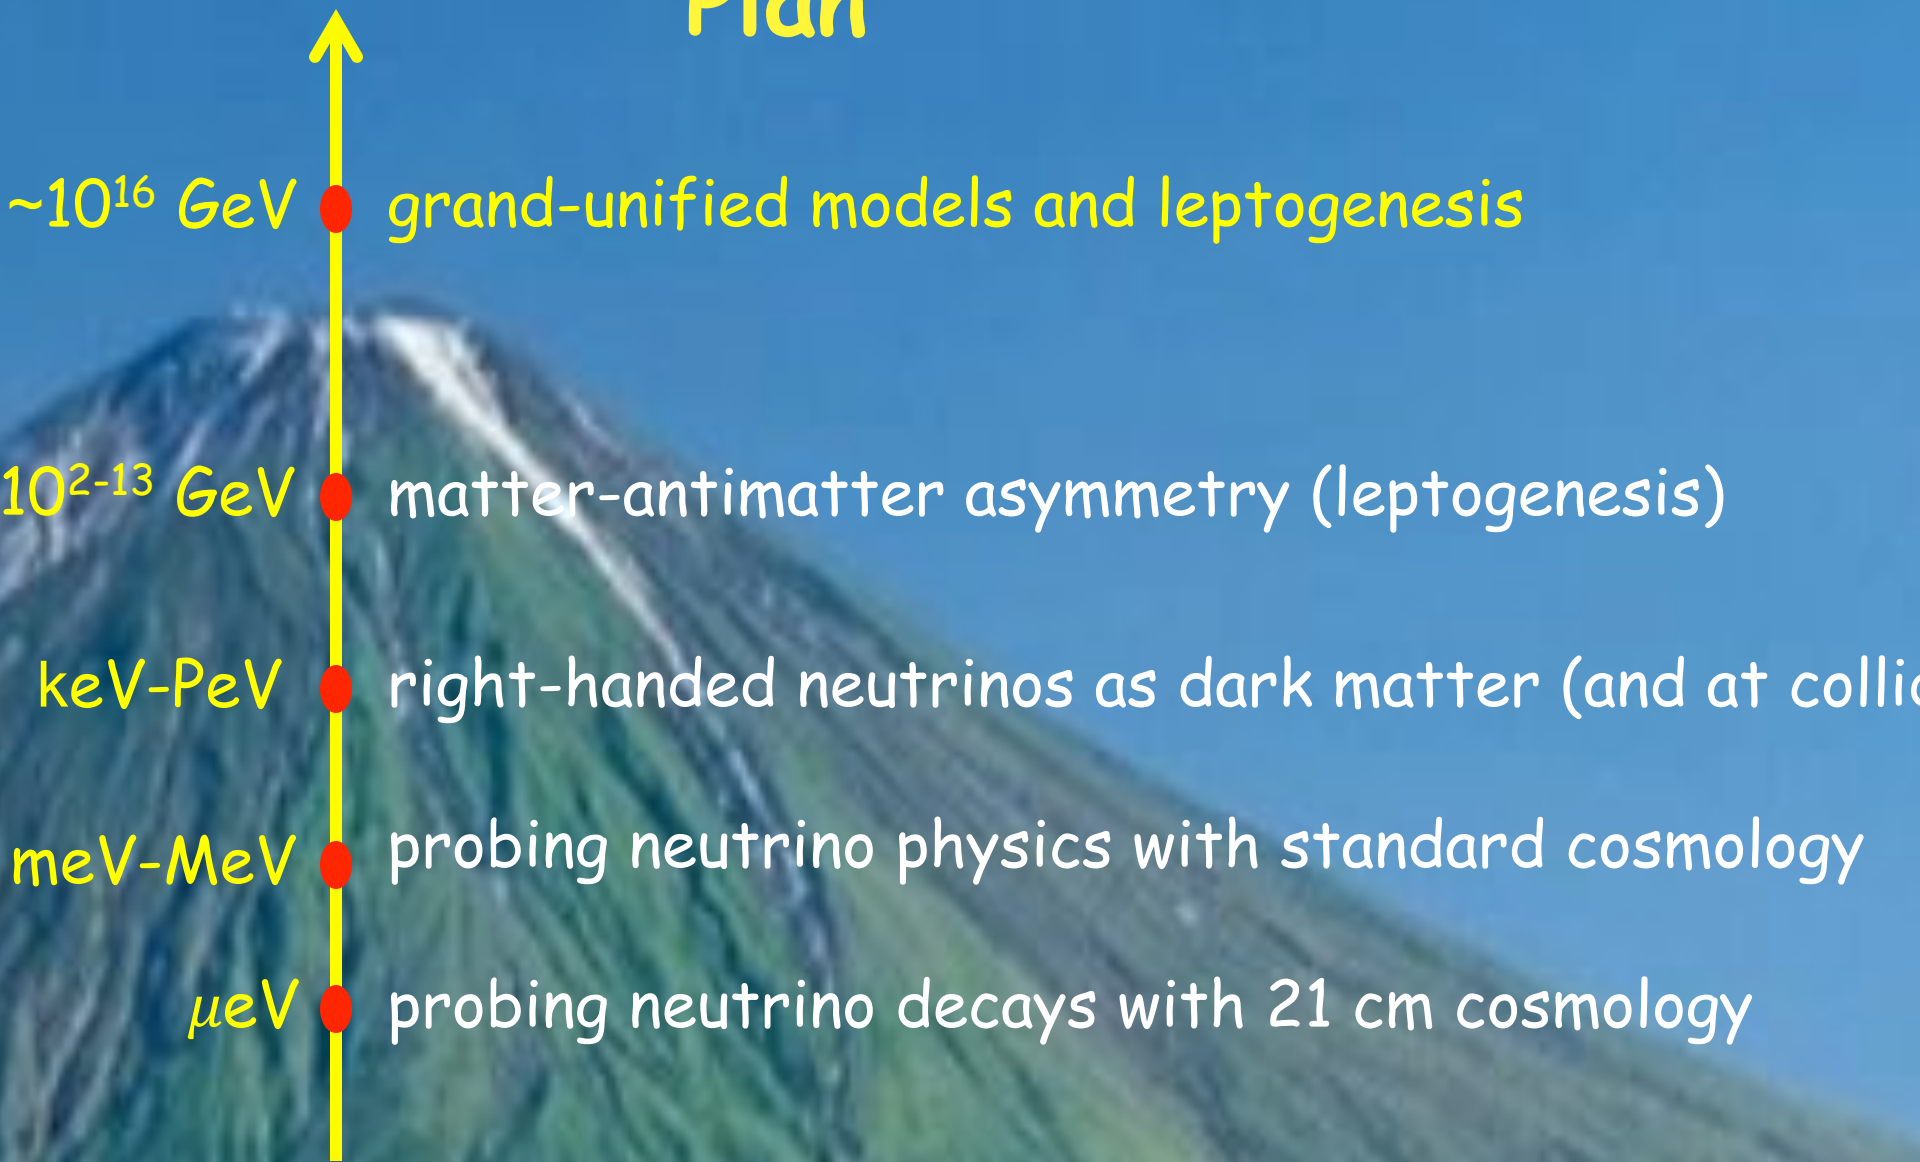 Plan
~10¹⁶ GeV grand-unified models and leptogenesis
10²⁻¹³ GeV matter-antimatter asymmetry (leptogenesis)
keV-PeV right-handed neutrinos as dark matter (and at
meV-MeV probing neutrino physics with standard cosmology
μeV probing neutrino decays with 21 cm cosmology